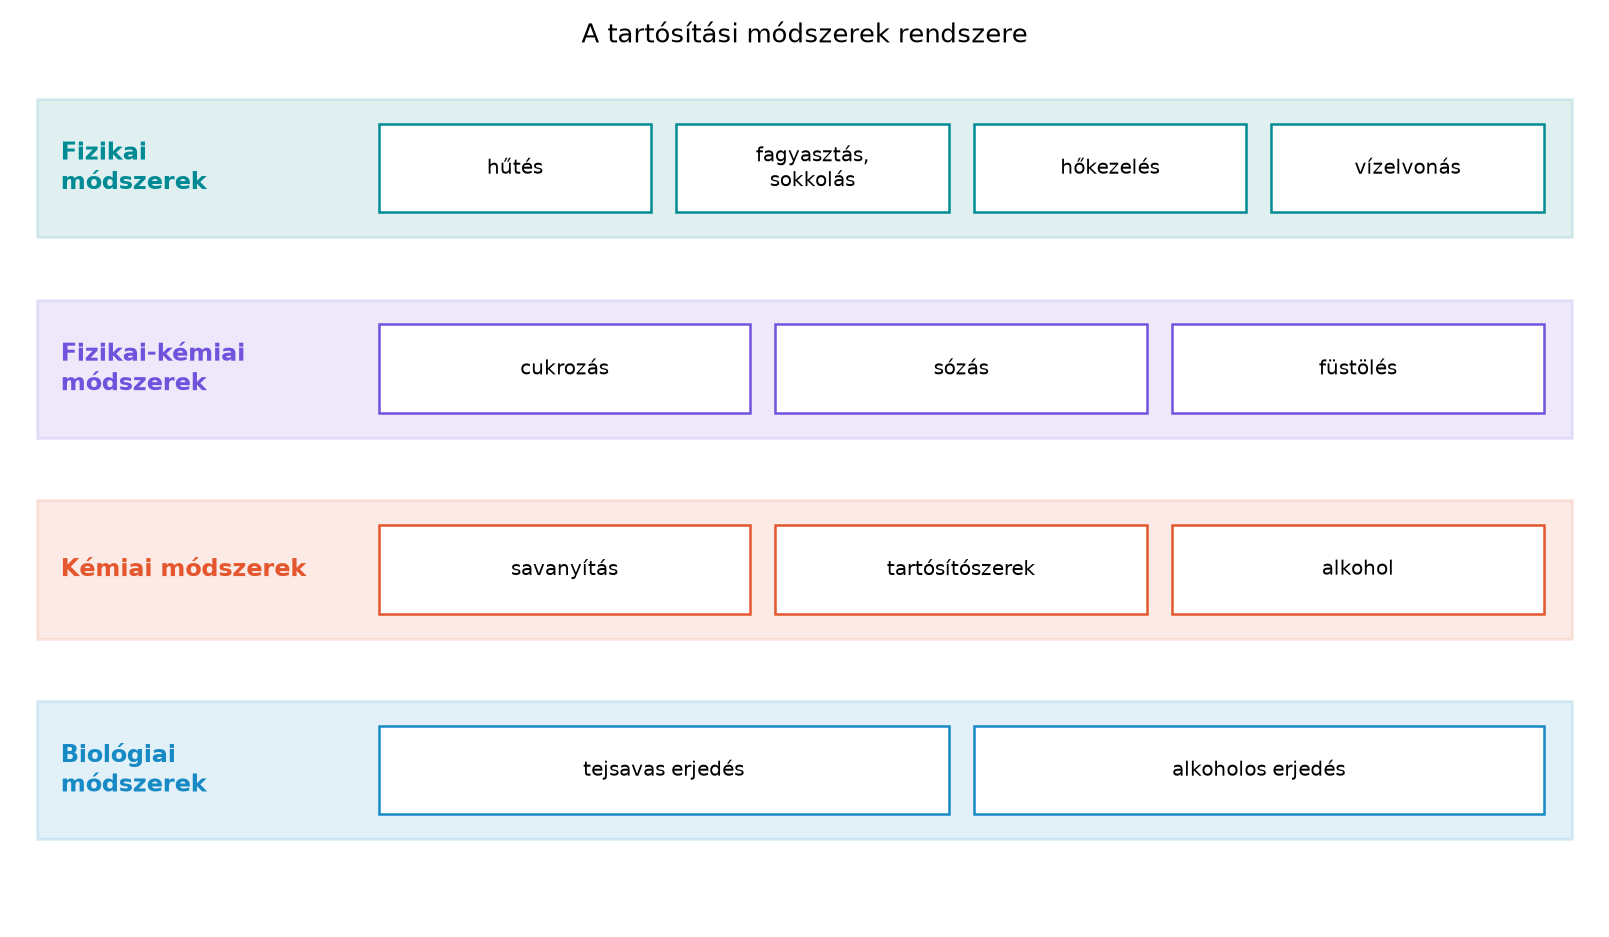 A tartósítási módszerek rendszere
Fizikai
módszerek
hűtés
fagyasztás,
sokkolás
hőkezelés
vízelvonás
Fizikai-kémiai
módszerek
cukrozás
sózás
füstölés
Kémiai módszerek
savanyítás
tartósítószerek
alkohol
Biológiai
módszerek
tejsavas erjedés
alkoholos erjedés